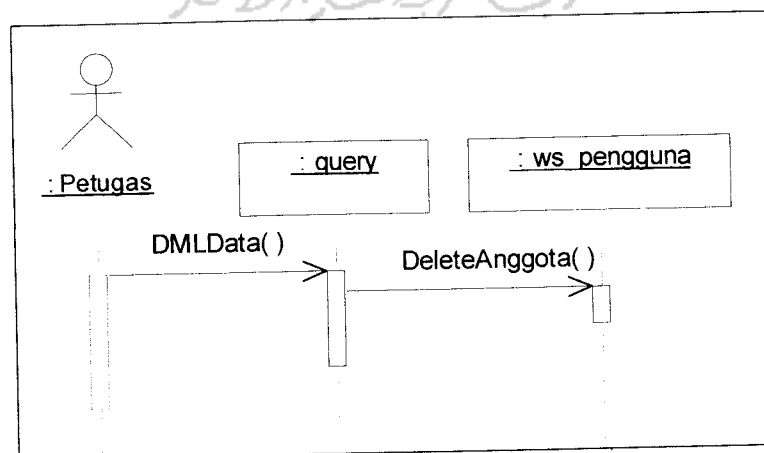 : Petugas
: query
: ws_pengguna
DMLData( )
DeleteAnggota( )